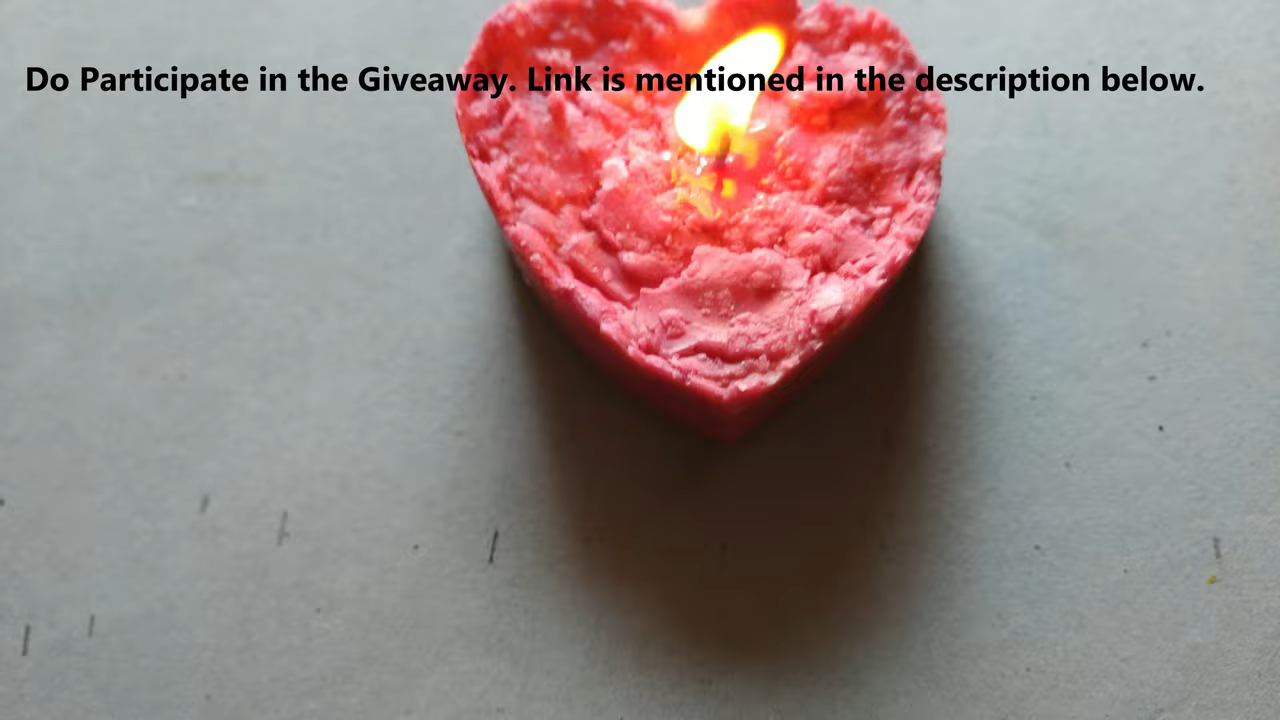 Do Participate in the Giveaway. Link is mentioned in the description below.